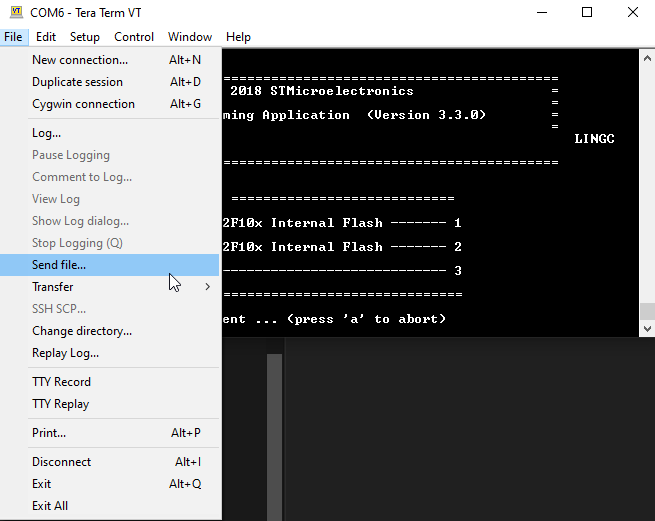 COM6 - Tera Term VT
File Edit Setup Control Window Help
New connection... Alt+N
Duplicate session Alt+D
Cygwin connection Alt+G
Log...
Pause Logging
Comment to Log...
View Log
Show Log dialog...
Stop Logging (Q)
Send file...
Transfer
SSH SCP...
Change directory...
Replay Log...
TTY Record
TTY Replay
Print... Alt+P
Disconnect Alt+I
Exit Alt+Q
Exit All
==========================================
2018 STMicroelectronics =
=
ming Application (Version 3.3.0) =
=
LINGC
==========================================
============================
2F10x Internal Flash ------- 1
2F10x Internal Flash ------- 2
---------------------------- 3
==============================
ent ... (press 'a' to abort)